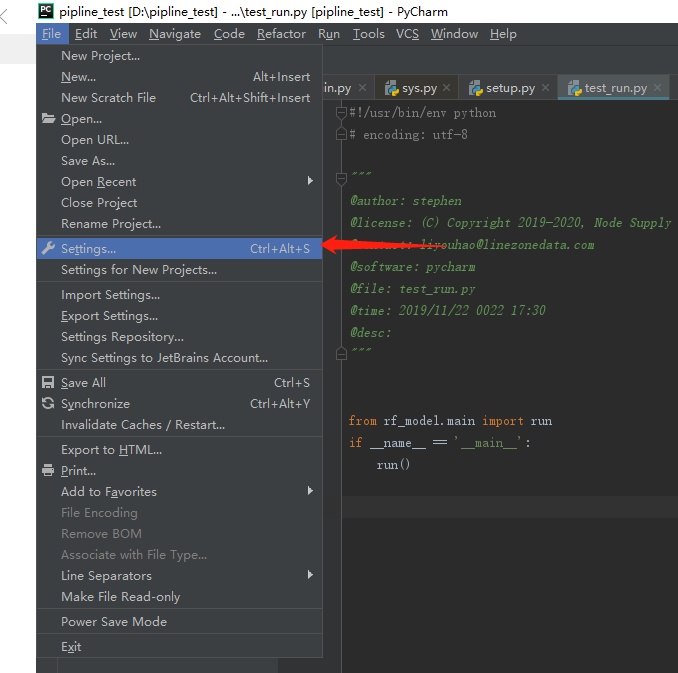 PC pipline_test [D:\pipline_test] - ...\test_run.py [pipline_test] - PyCharm
File Edit View Navigate Code Refactor Run Tools VCS Window Help
New Project...
New... Alt+Insert
New Scratch File Ctrl+Alt+Shift+Insert
Open...
Open URL...
Save As...
Open Recent
Close Project
Rename Project...
Settings... Ctrl+Alt+S
Settings for New Projects...
Import Settings...
Export Settings...
Settings Repository...
Sync Settings to JetBrains Account...
Save All Ctrl+S
Synchronize Ctrl+Alt+Y
Invalidate Caches / Restart...
Export to HTML...
Print...
Add to Favorites
File Encoding
Remove BOM
Associate with File Type...
Line Separators
Make File Read-only
Power Save Mode
Exit
in.py sys.py setup.py test_run.py
#!/usr/bin/env python
# encoding: utf-8
"""
@author: stephen
@license: (C) Copyright 2019-2020, Node Supply
liyouhao@linezonedata.com
@software: pycharm
@file: test_run.py
@time: 2019/11/22 0022 17:30
@desc:
"""
from rf_model.main import run
if __name__ == '__main__':
run()